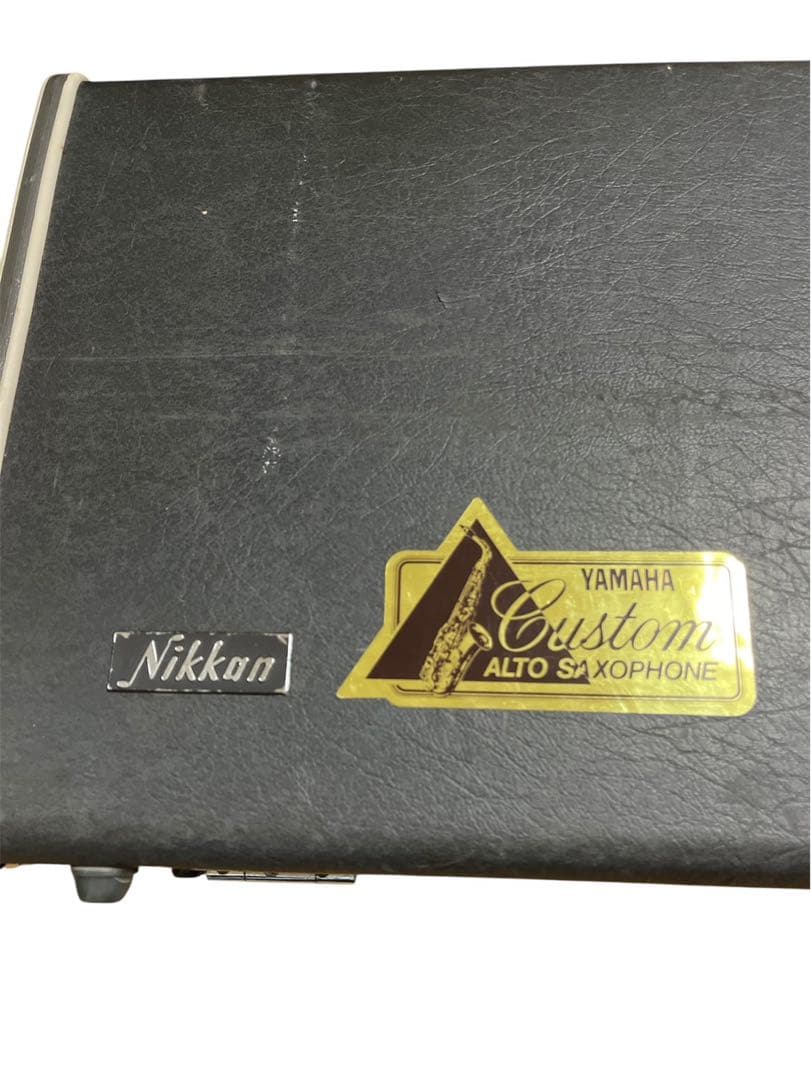 Nikkan
YAMAHA
Custom
ALTO SAXOPHONE